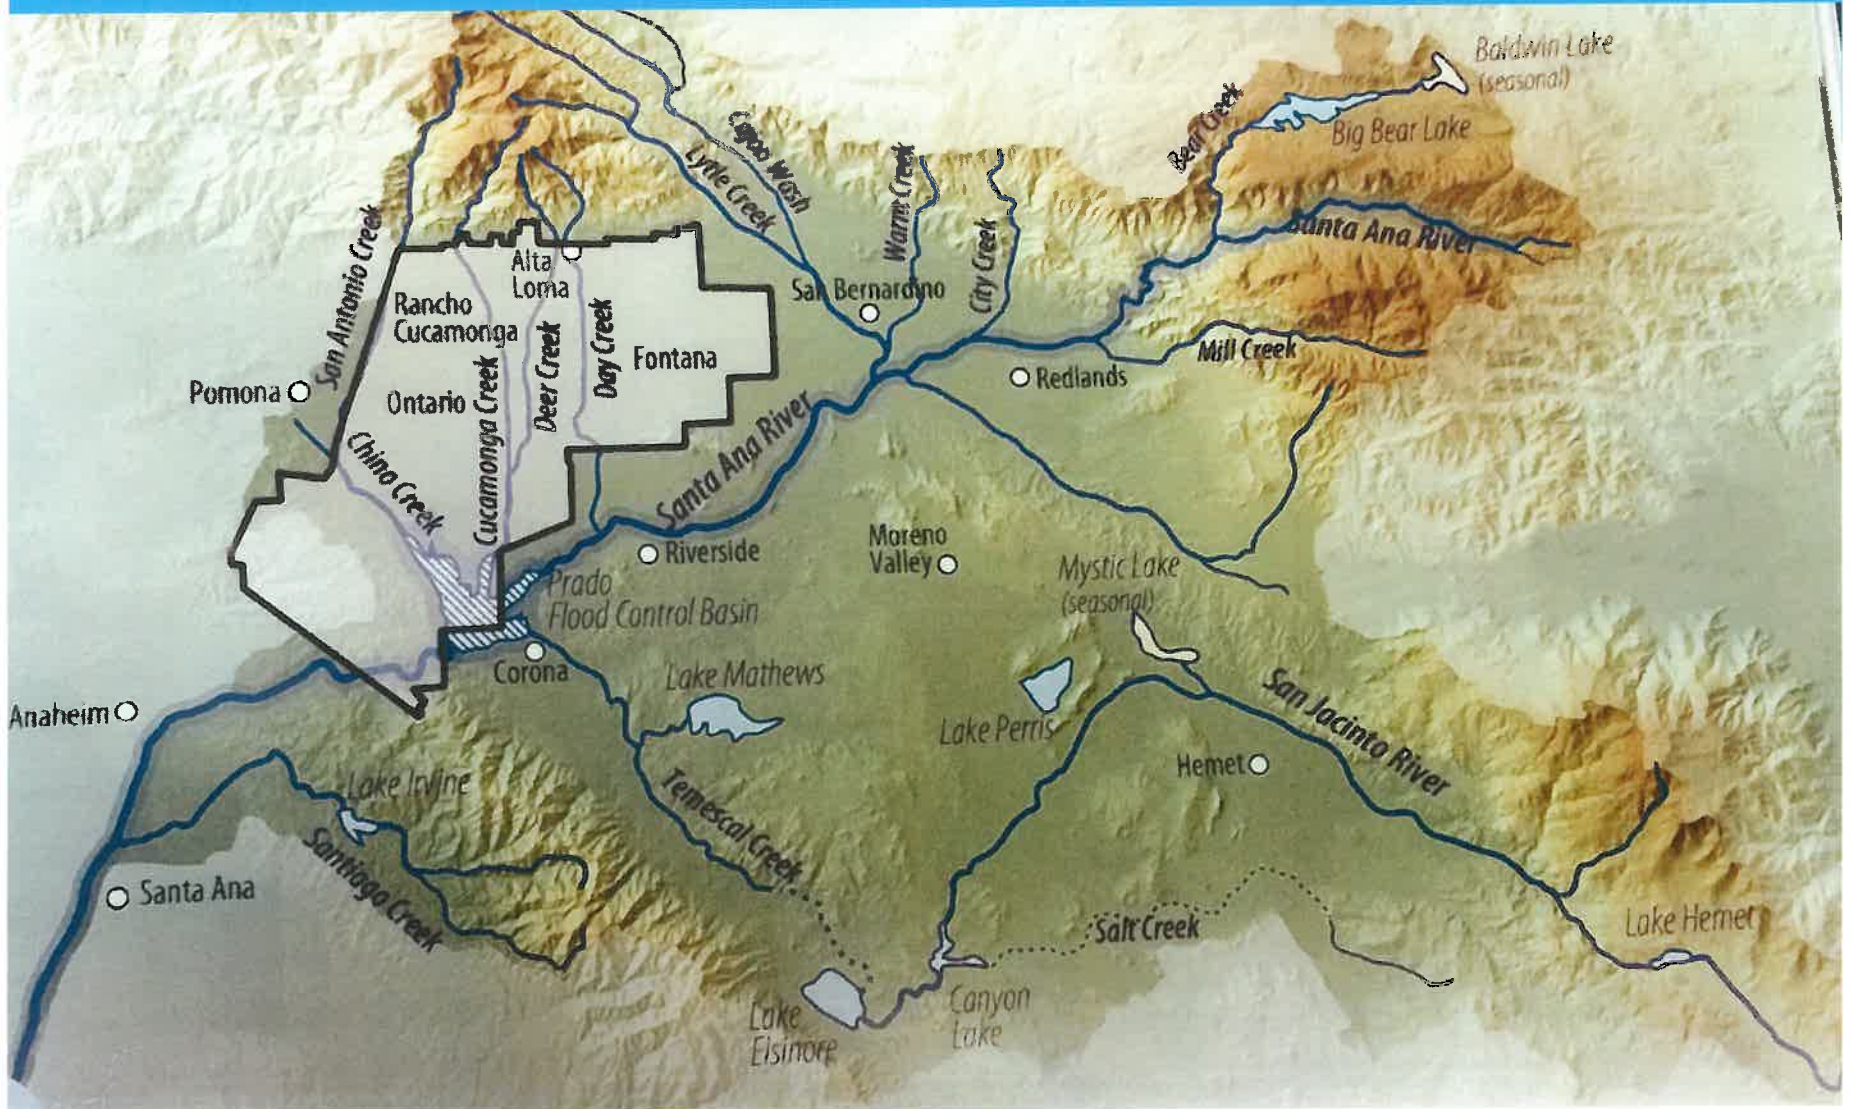 Baldwin Lake
(seasonal)
Bear Creek
Big Bear Lake
Cajon Wash
Lytle Creek
Warm Creek
City Creek
Santa Ana River
San Antonio Creek
Alta
Loma
Rancho
Cucamonga
San Bernardino
Day Creek
Deer Creek
Fontana
Mill Creek
Redlands
Pomona
Ontario
Cucamonga Creek
Chino Creek
Santa Ana River
Riverside
Moreno
Valley
Mystic Lake
(seasonal)
Prado
Flood Control Basin
Corona
Lake Mathews
Lake Perris
San Jacinto River
Anaheim
Hemet
Lake Irvine
Temescal Creek
Santiago Creek
Santa Ana
Salt Creek
Lake Hemet
Canyon
Lake
Lake
Elsinore